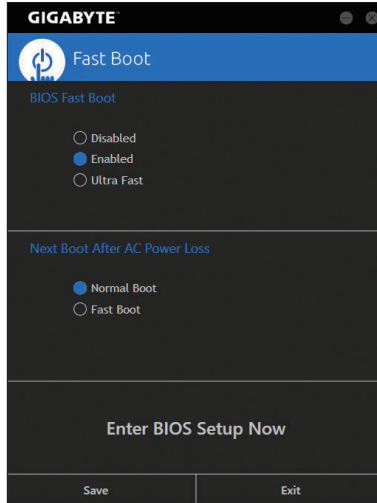 GIGABYTE™
Fast Boot
BIOS Fast Boot
Disabled
Enabled
Ultra Fast
Next Boot After AC Power Loss
Normal Boot
Fast Boot
Enter BIOS Setup Now
Save Exit